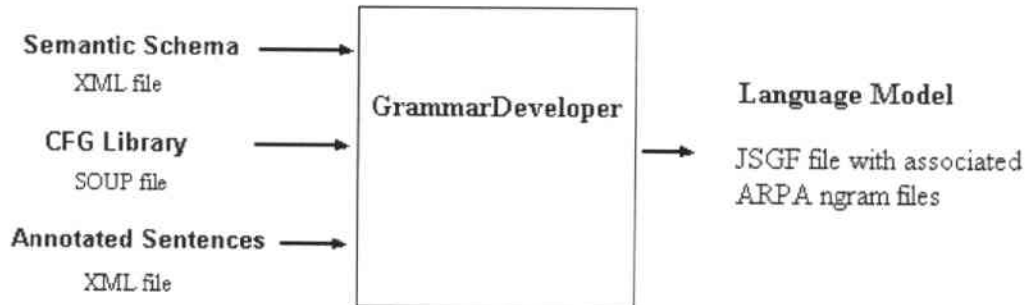 Semantic Schema
XML file
CFG Library
SOUP file
Annotated Sentences
XML file
GrammarDeveloper
Language Model
JSGF file with associated
ARPA ngram files